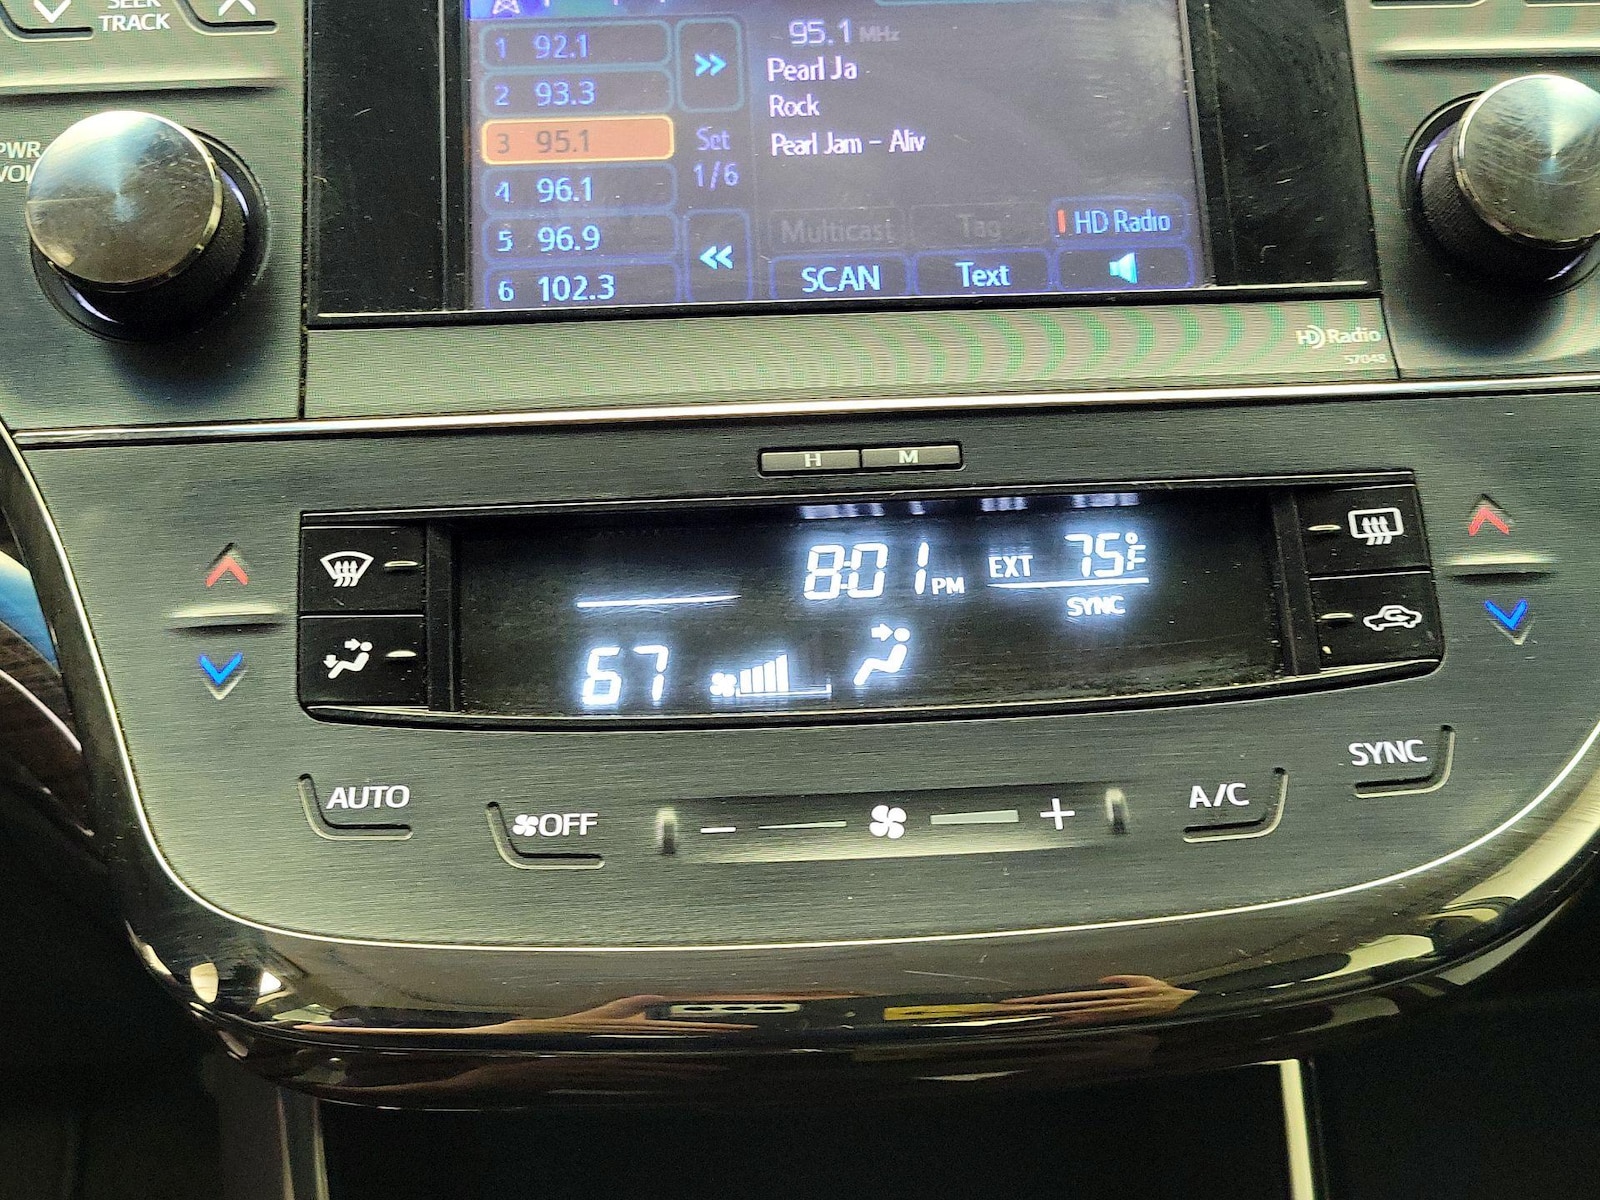 SEEK
TRACK
PWR
VOL
1 92.1
2 93.3
3 95.1
4 96.1
5 96.9
6 102.3
>>
Set
1/6
<<
95.1 MHz
Pearl Ja
Rock
Pearl Jam - Aliv
Multicast
Tag
HD Radio
SCAN
Text
HD Radio
57048
H
M
8:01 PM
EXT 75°F
SYNC
67
AUTO
OFF
− +
A/C
SYNC